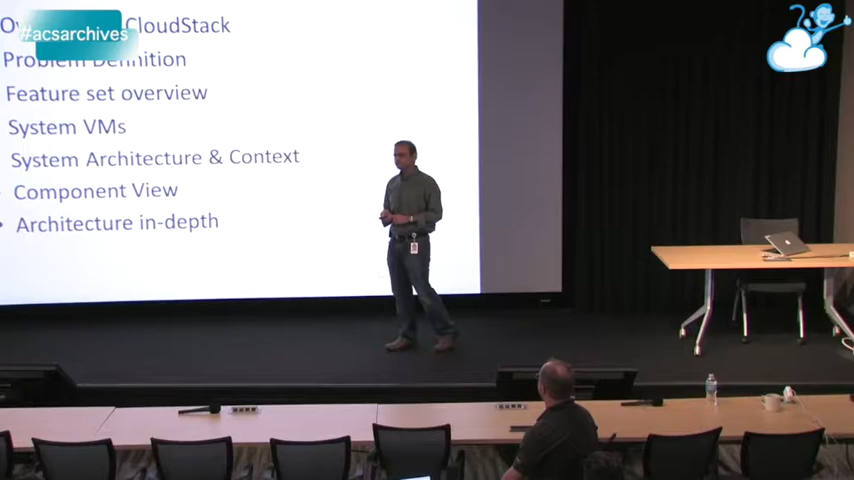 CloudStack
#acsarchives
Problem Definition
Feature set overview
System VMs
System Architecture & Context
Component View
• Architecture in-depth